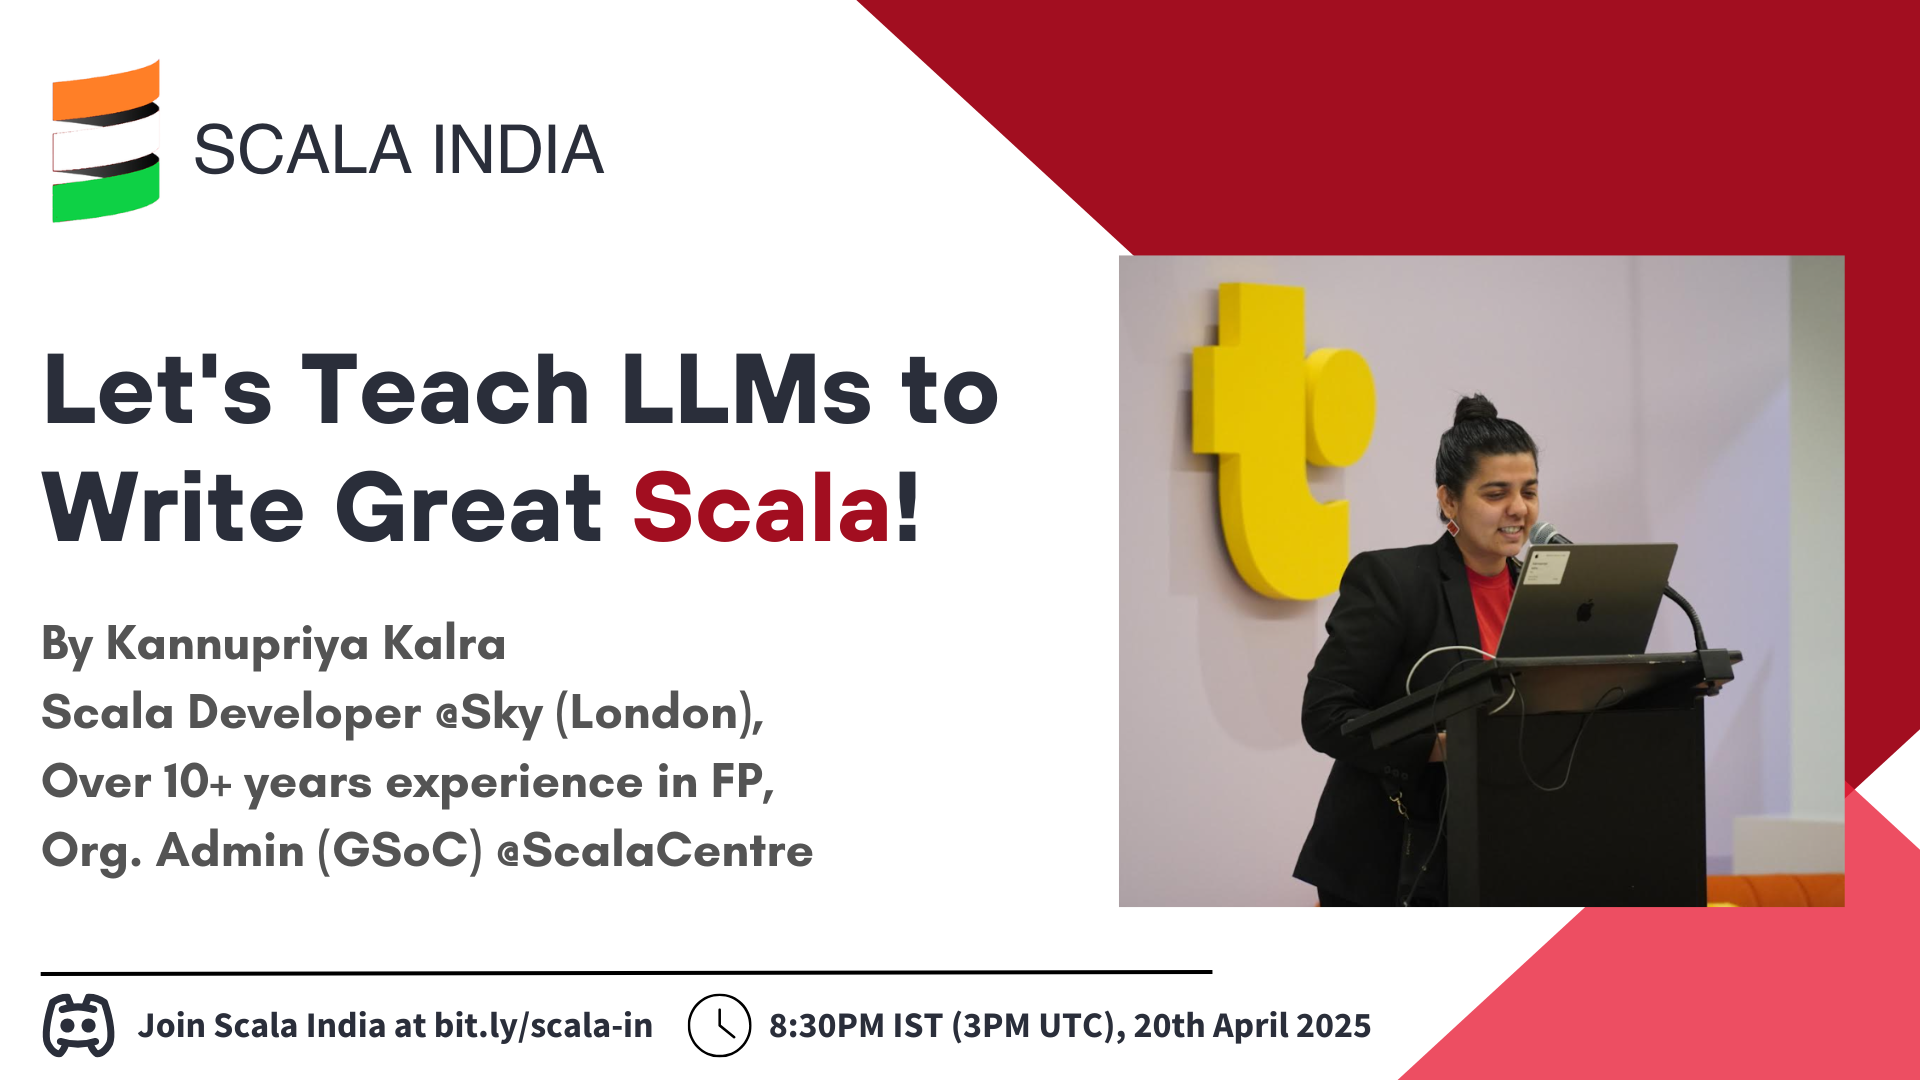 SCALA INDIA
Let's Teach LLMs to
Write Great Scala!
By Kannupriya Kalra
Scala Developer @Sky (London),
Over 10+ years experience in FP,
Org. Admin (GSoC) @ScalaCentre
t
Join Scala India at bit.ly/scala-in
8:30PM IST (3PM UTC), 20th April 2025